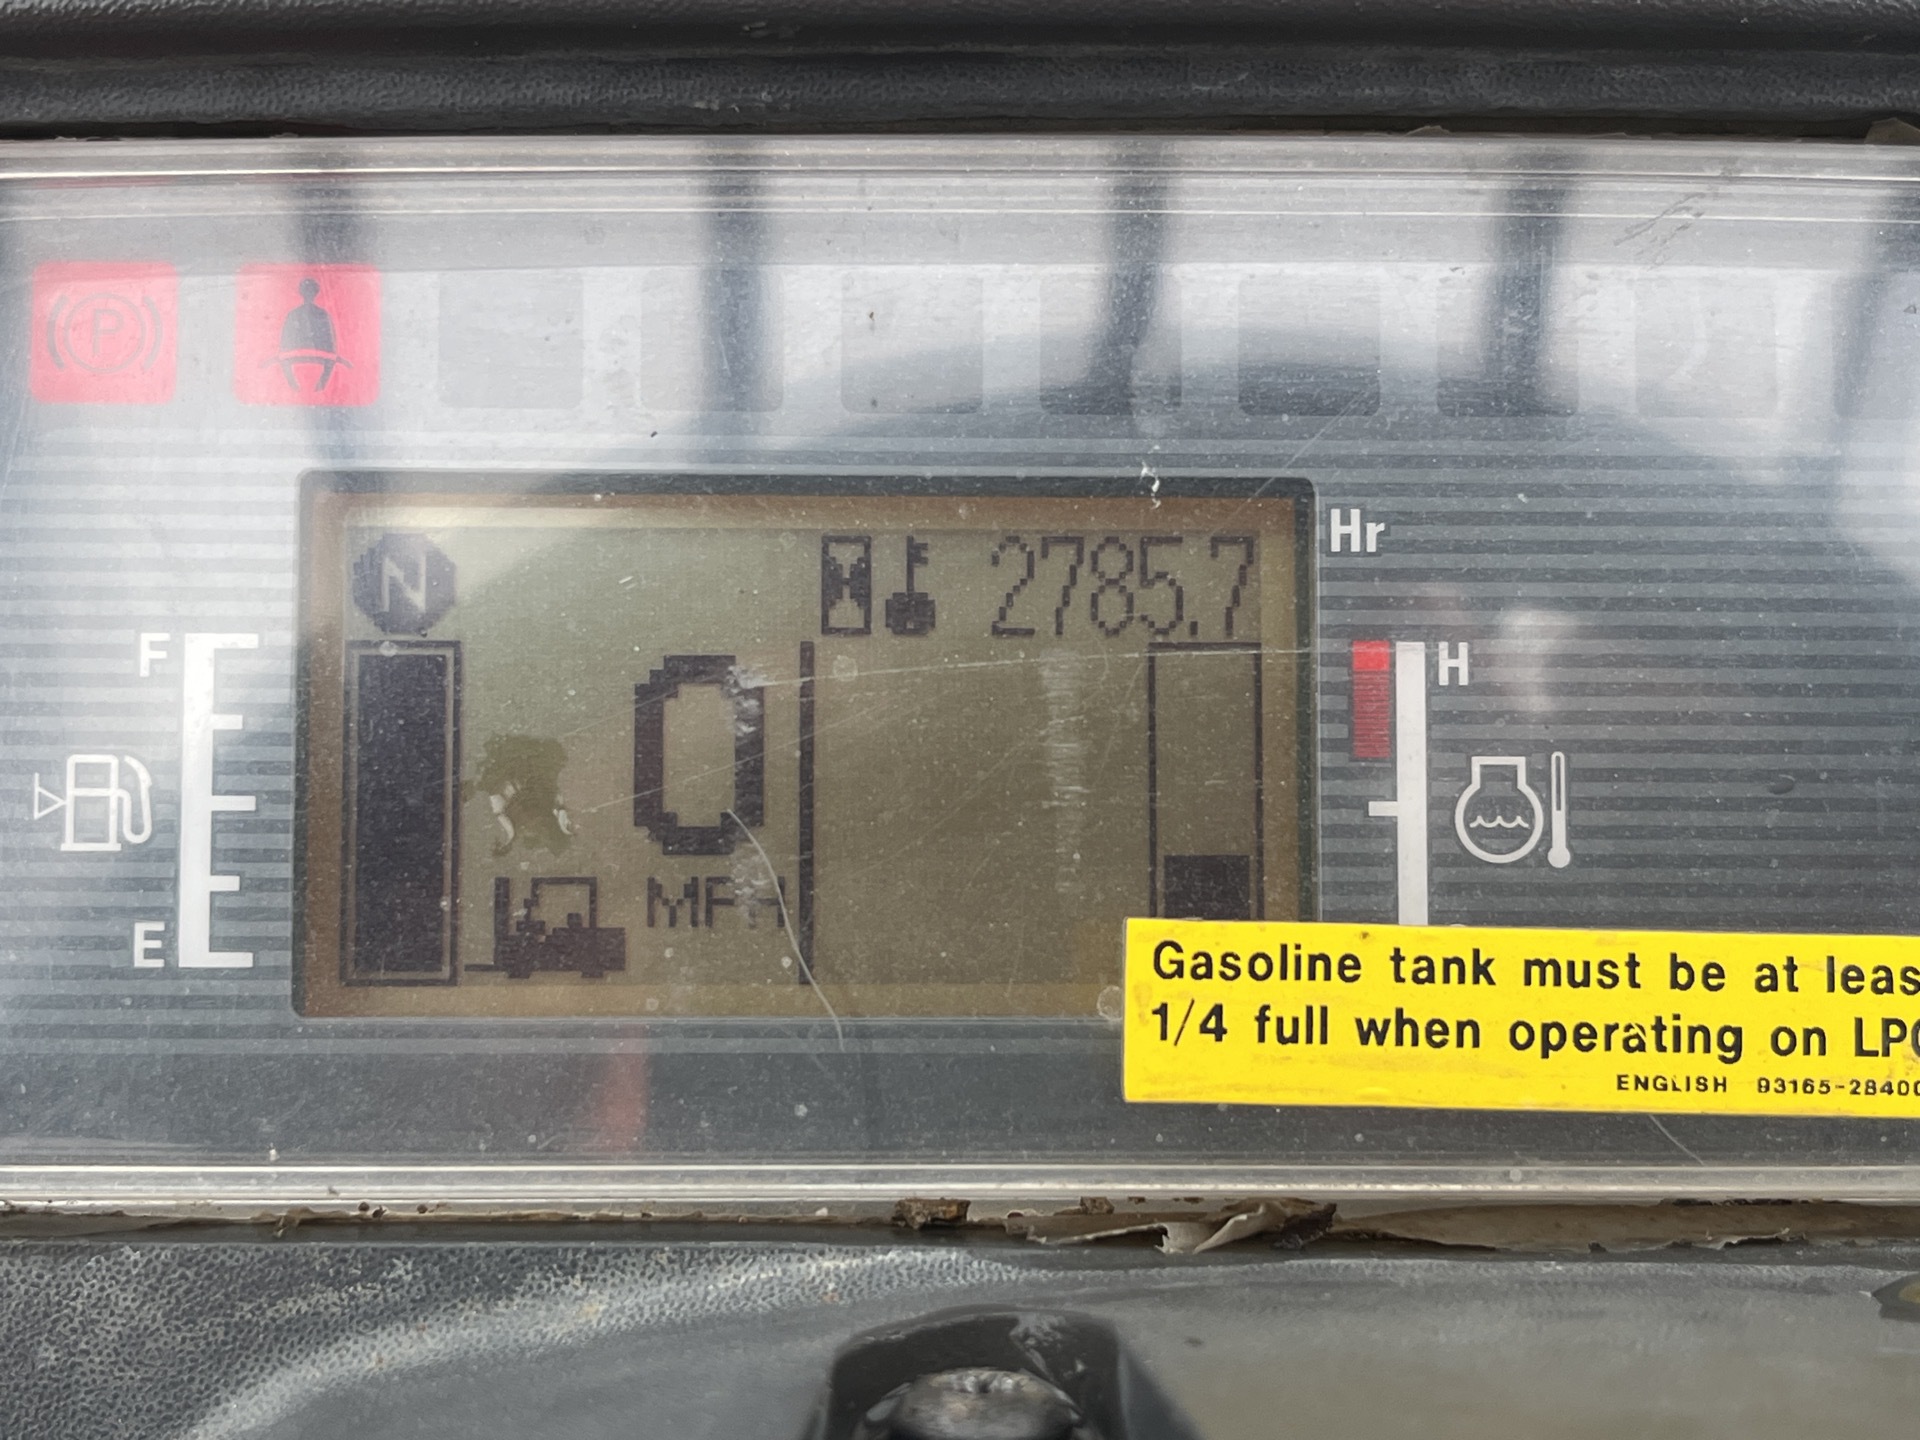 P
N
2785.7
Hr
F
H
0
MPH
E
Gasoline tank must be at leas
1/4 full when operating on LP
ENGLISH 93165-2840